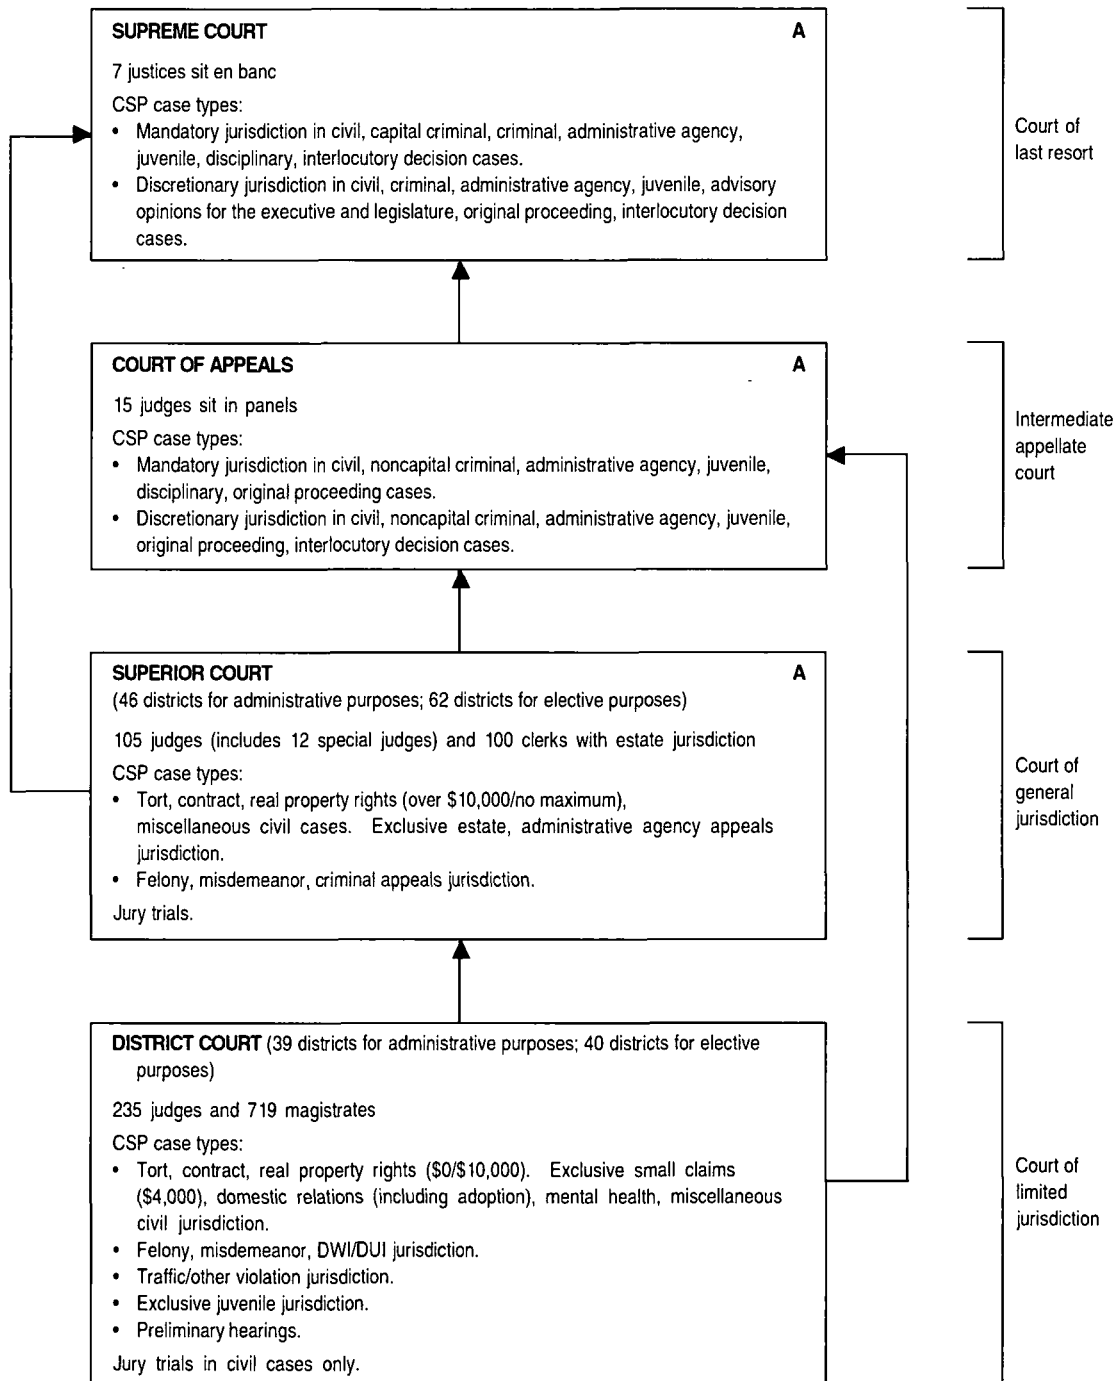 SUPREME COURT A
7 justices sit en banc
CSP case types:
• Mandatory jurisdiction in civil, capital criminal, criminal, administrative agency,
juvenile, disciplinary, interlocutory decision cases.
• Discretionary jurisdiction in civil, criminal, administrative agency, juvenile, advisory
opinions for the executive and legislature, original proceeding, interlocutory decision
cases.
Court of
last resort
COURT OF APPEALS A
15 judges sit in panels
CSP case types:
• Mandatory jurisdiction in civil, noncapital criminal, administrative agency, juvenile,
disciplinary, original proceeding cases.
• Discretionary jurisdiction in civil, noncapital criminal, administrative agency, juvenile,
original proceeding, interlocutory decision cases.
Intermediate
appellate
court
SUPERIOR COURT A
(46 districts for administrative purposes; 62 districts for elective purposes)
105 judges (includes 12 special judges) and 100 clerks with estate jurisdiction
CSP case types:
• Tort, contract, real property rights (over $10,000/no maximum),
miscellaneous civil cases. Exclusive estate, administrative agency appeals
jurisdiction.
• Felony, misdemeanor, criminal appeals jurisdiction.
Jury trials.
Court of
general
jurisdiction
DISTRICT COURT (39 districts for administrative purposes; 40 districts for elective
purposes)
235 judges and 719 magistrates
CSP case types:
• Tort, contract, real property rights ($0/$10,000). Exclusive small claims
($4,000), domestic relations (including adoption), mental health, miscellaneous
civil jurisdiction.
• Felony, misdemeanor, DWI/DUI jurisdiction.
• Traffic/other violation jurisdiction.
• Exclusive juvenile jurisdiction.
• Preliminary hearings.
Jury trials in civil cases only.
Court of
limited
jurisdiction